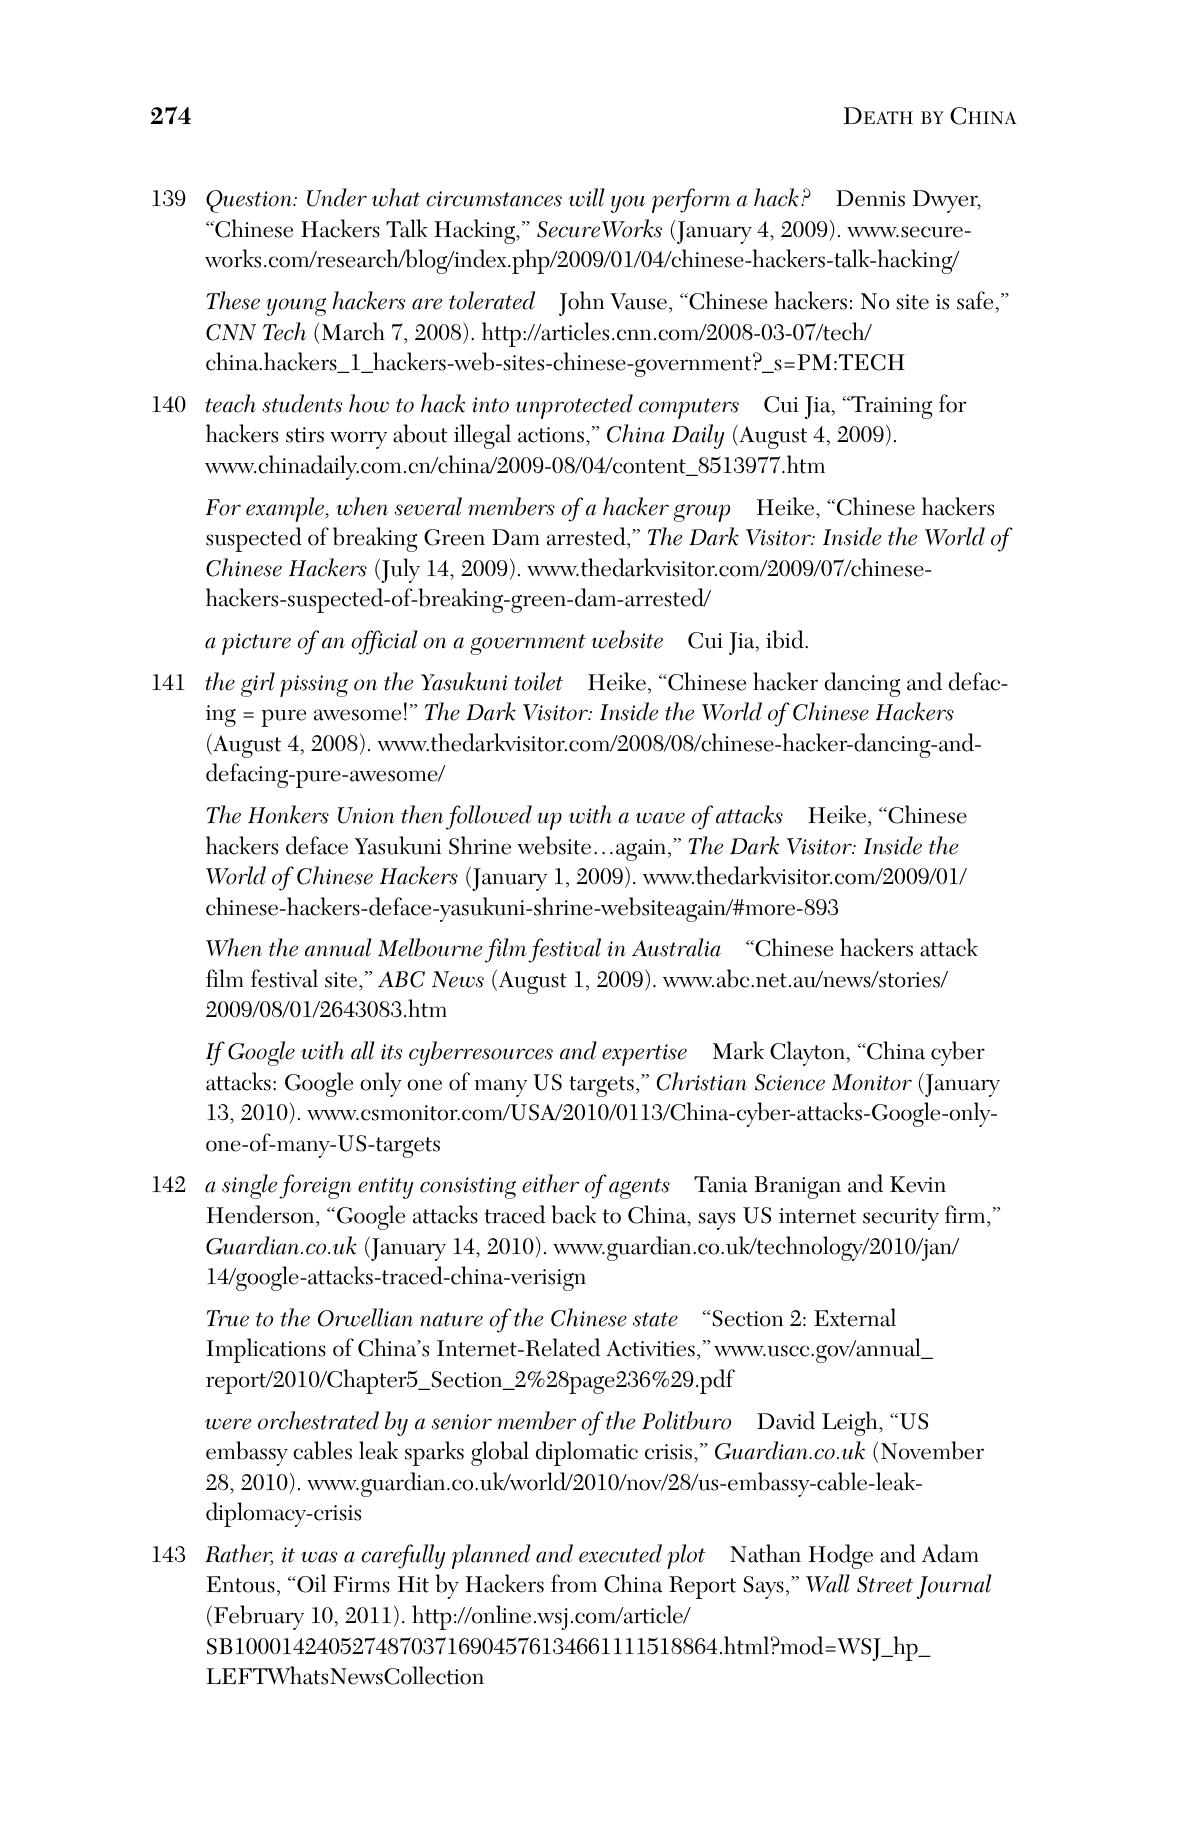 274 DEATH BY CHINA
139 Question: Under what circumstances will you perform a hack? Dennis Dwyer,
“Chinese Hackers Talk Hacking,” SecureWorks (January 4, 2009). www.secure-
works.com/research/blog/index.php/2009/01/04/chinese-hackers-talk-hacking/
These young hackers are tolerated John Vause, “Chinese hackers: No site is safe,”
CNN Tech (March 7, 2008). http://articles.cnn.com/2008-03-07/tech/
china.hackers_1_hackers-web-sites-chinese-government?_s=PM:TECH
140 teach students how to hack into unprotected computers Cui Jia, “Training for
hackers stirs worry about illegal actions,” China Daily (August 4, 2009).
www.chinadaily.com.cn/china/2009-08/04/content_8513977.htm
For example, when several members of a hacker group Heike, “Chinese hackers
suspected of breaking Green Dam arrested,” The Dark Visitor: Inside the World of
Chinese Hackers (July 14, 2009). www.thedarkvisitor.com/2009/07/chinese-
hackers-suspected-of-breaking-green-dam-arrested/
a picture of an official on a government website Cui Jia, ibid.
141 the girl pissing on the Yasukuni toilet Heike, “Chinese hacker dancing and defac-
ing = pure awesome!” The Dark Visitor: Inside the World of Chinese Hackers
(August 4, 2008). www.thedarkvisitor.com/2008/08/chinese-hacker-dancing-and-
defacing-pure-awesome/
The Honkers Union then followed up with a wave of attacks Heike, “Chinese
hackers deface Yasukuni Shrine website…again,” The Dark Visitor: Inside the
World of Chinese Hackers (January 1, 2009). www.thedarkvisitor.com/2009/01/
chinese-hackers-deface-yasukuni-shrine-websiteagain/#more-893
When the annual Melbourne film festival in Australia “Chinese hackers attack
film festival site,” ABC News (August 1, 2009). www.abc.net.au/news/stories/
2009/08/01/2643083.htm
If Google with all its cyberresources and expertise Mark Clayton, “China cyber
attacks: Google only one of many US targets,” Christian Science Monitor (January
13, 2010). www.csmonitor.com/USA/2010/0113/China-cyber-attacks-Google-only-
one-of-many-US-targets
142 a single foreign entity consisting either of agents Tania Branigan and Kevin
Henderson, “Google attacks traced back to China, says US internet security firm,”
Guardian.co.uk (January 14, 2010). www.guardian.co.uk/technology/2010/jan/
14/google-attacks-traced-china-verisign
True to the Orwellian nature of the Chinese state “Section 2: External
Implications of China’s Internet-Related Activities,” www.uscc.gov/annual_
report/2010/Chapter5_Section_2%28page236%29.pdf
were orchestrated by a senior member of the Politburo David Leigh, “US
embassy cables leak sparks global diplomatic crisis,” Guardian.co.uk (November
28, 2010). www.guardian.co.uk/world/2010/nov/28/us-embassy-cable-leak-
diplomacy-crisis
143 Rather, it was a carefully planned and executed plot Nathan Hodge and Adam
Entous, “Oil Firms Hit by Hackers from China Report Says,” Wall Street Journal
(February 10, 2011). http://online.wsj.com/article/
SB10001424052748703716904576134661111518864.html?mod=WSJ_hp_
LEFTWhatsNewsCollection